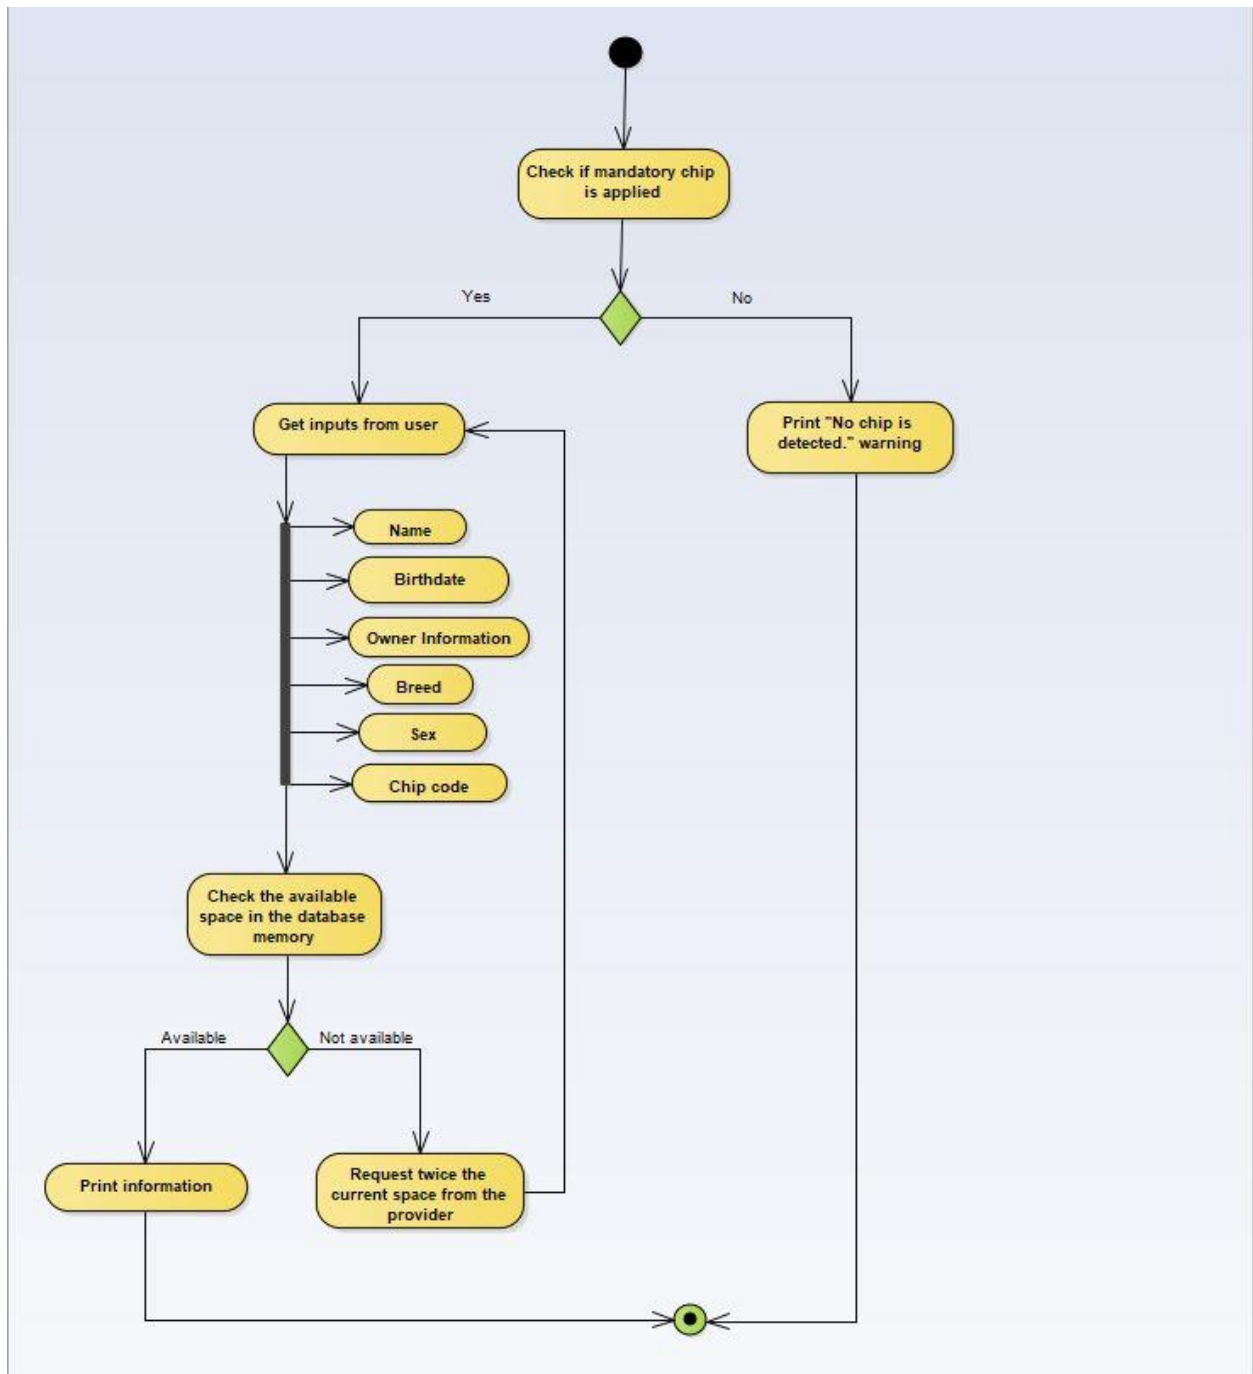 Check if mandatory chip
is applied
Yes
No
Get inputs from user
Print "No chip is
detected." warning
Name
Birthdate
Owner Information
Breed
Sex
Chip code
Check the available
space in the database
memory
Available
Not available
Print information
Request twice the
current space from the
provider